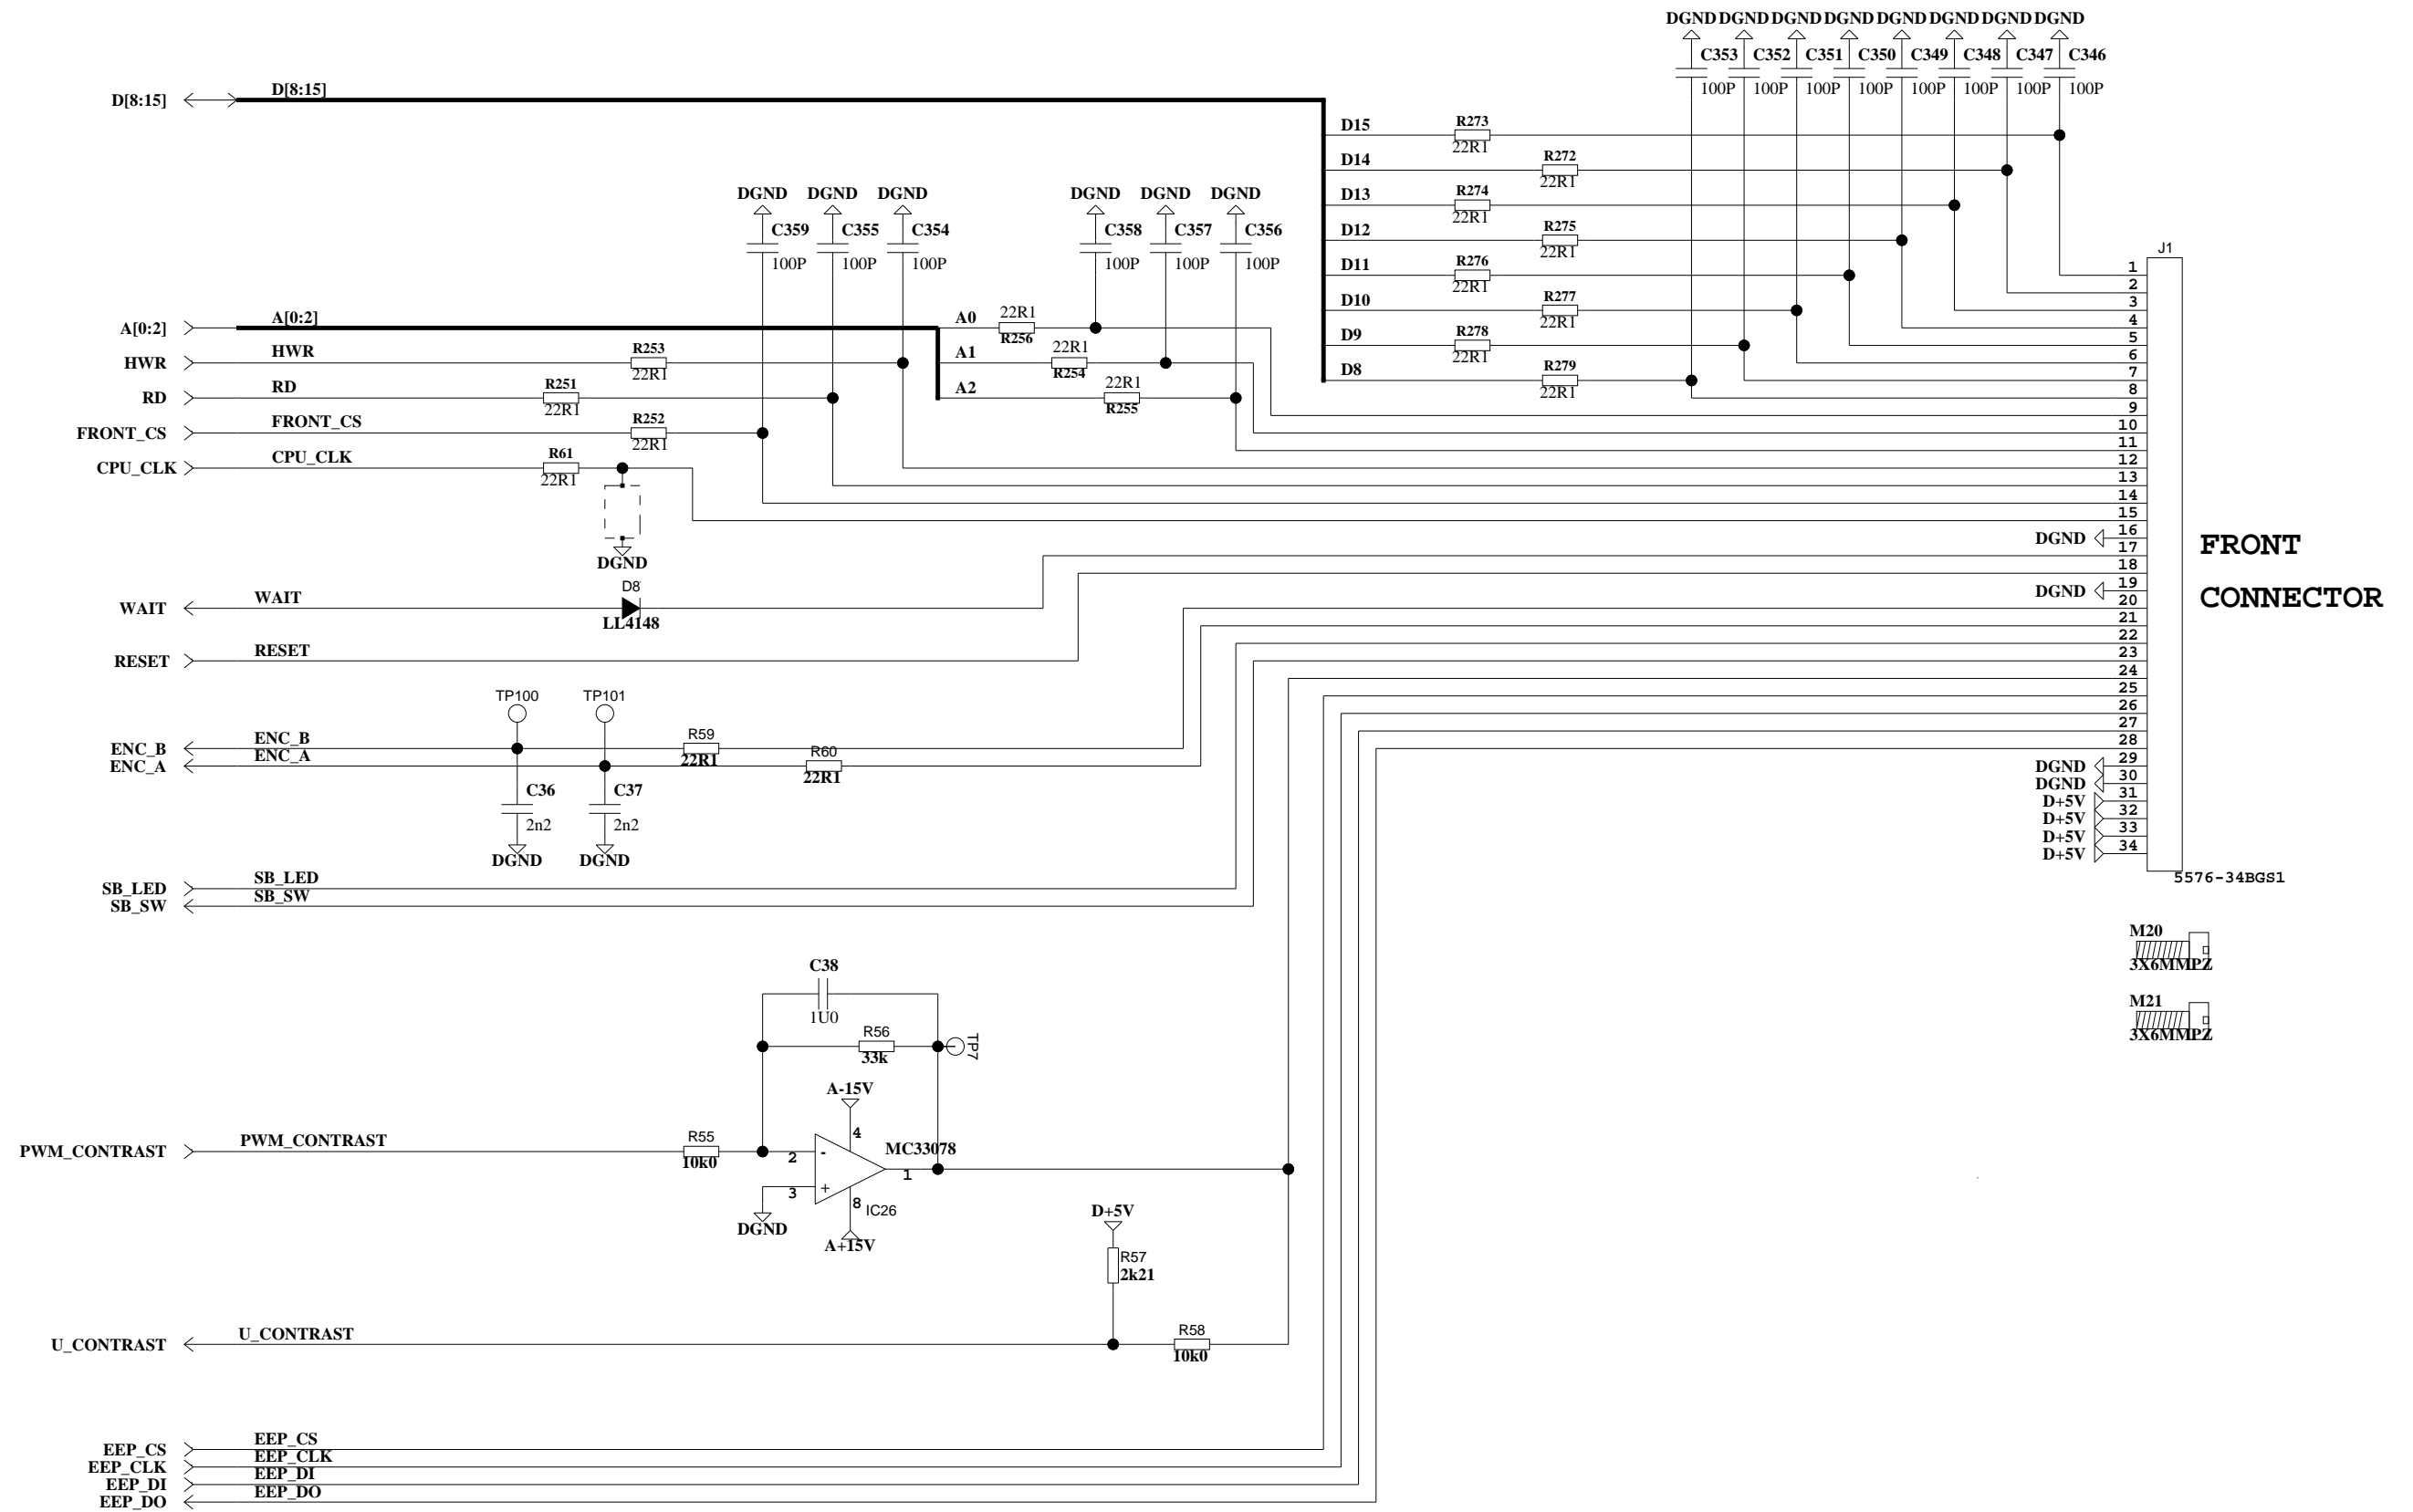 DGND DGND DGND DGND DGND DGND DGND DGND
C353 C352 C351 C350 C349 C348 C347 C346
100P 100P 100P 100P 100P 100P 100P 100P
D[8:15] D[8:15]
D15 R273 22R1
D14 R272 22R1
D13 R274 22R1
D12 R275 22R1
D11 R276 22R1
D10 R277 22R1
D9 R278 22R1
D8 R279 22R1
DGND DGND DGND DGND DGND DGND
C359 C355 C354 C358 C357 C356
100P 100P 100P 100P 100P 100P
A[0:2] A[0:2] A0 22R1 R256
HWR HWR R253 22R1 A1 22R1 R254
RD RD R251 22R1 A2 22R1 R255
FRONT_CS FRONT_CS R252 22R1
CPU_CLK CPU_CLK R61 22R1
DGND
WAIT WAIT D8 LL4148
RESET RESET
TP100 TP101
ENC_B ENC_B R59 22R1
ENC_A ENC_A R60 22R1
C36 C37
2n2 2n2
DGND DGND
SB_LED SB_LED
SB_SW SB_SW
J1
1
2
3
4
5
6
7
8
9
10
11
12
13
14
15
DGND 16
17
18
DGND 19
20
21
22
23
24
25
26
27
28
DGND 29
DGND 30
D+5V 31
D+5V 32
D+5V 33
D+5V 34
5576-34BGS1
FRONT
CONNECTOR
M20
3X6MMPZ
M21
3X6MMPZ
C38
1U0
R56
33k
TP7
A-15V
4
PWM_CONTRAST PWM_CONTRAST R55 10k0 2 - MC33078
1
3 +
8 IC26
DGND
A+15V
D+5V
R57
2k21
U_CONTRAST U_CONTRAST R58 10k0
EEP_CS EEP_CS
EEP_CLK EEP_CLK
EEP_DI EEP_DI
EEP_DO EEP_DO